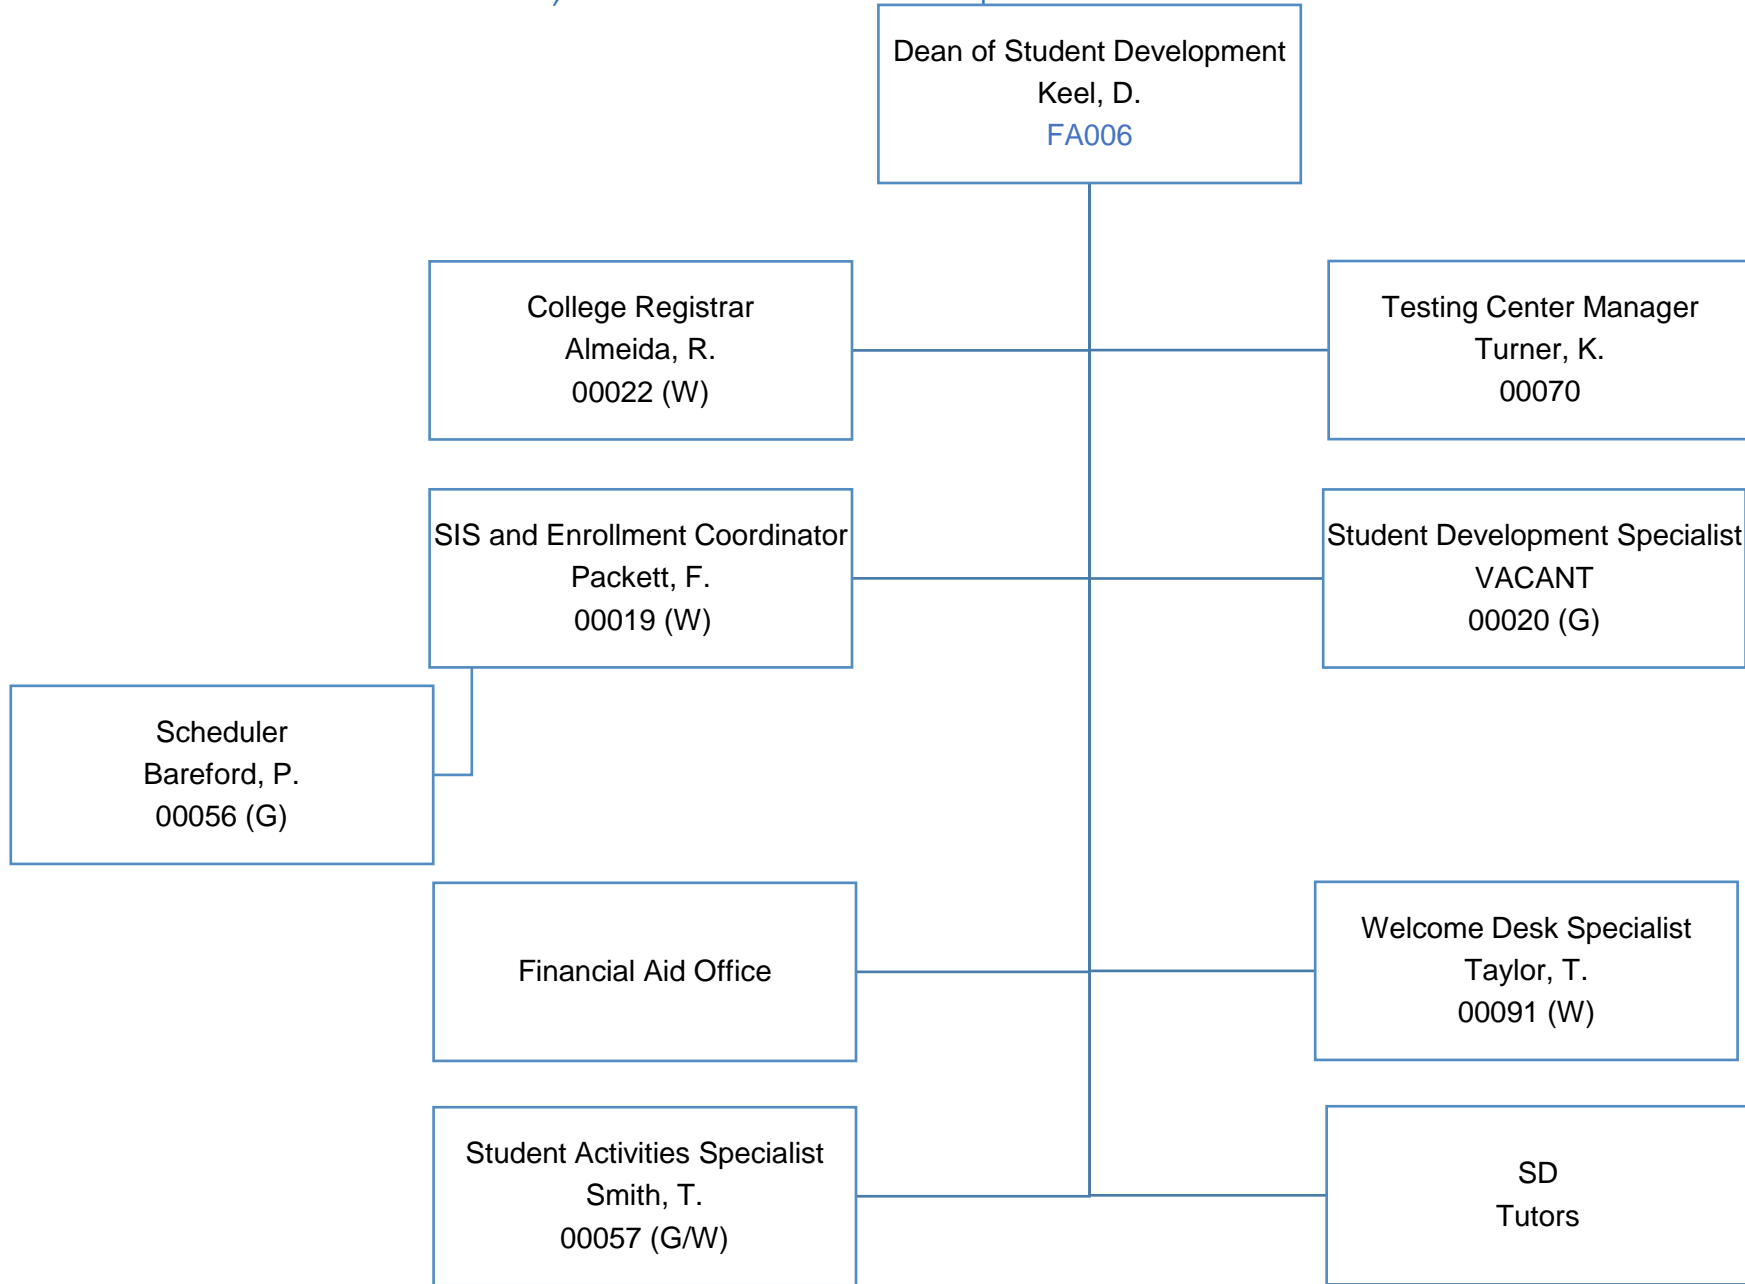 Dean of Student Development
Keel, D.
FA006
College Registrar
Almeida, R.
00022 (W)
Testing Center Manager
Turner, K.
00070
SIS and Enrollment Coordinator
Packett, F.
00019 (W)
Student Development Specialist
VACANT
00020 (G)
Scheduler
Bareford, P.
00056 (G)
Financial Aid Office
Welcome Desk Specialist
Taylor, T.
00091 (W)
Student Activities Specialist
Smith, T.
00057 (G/W)
SD
Tutors